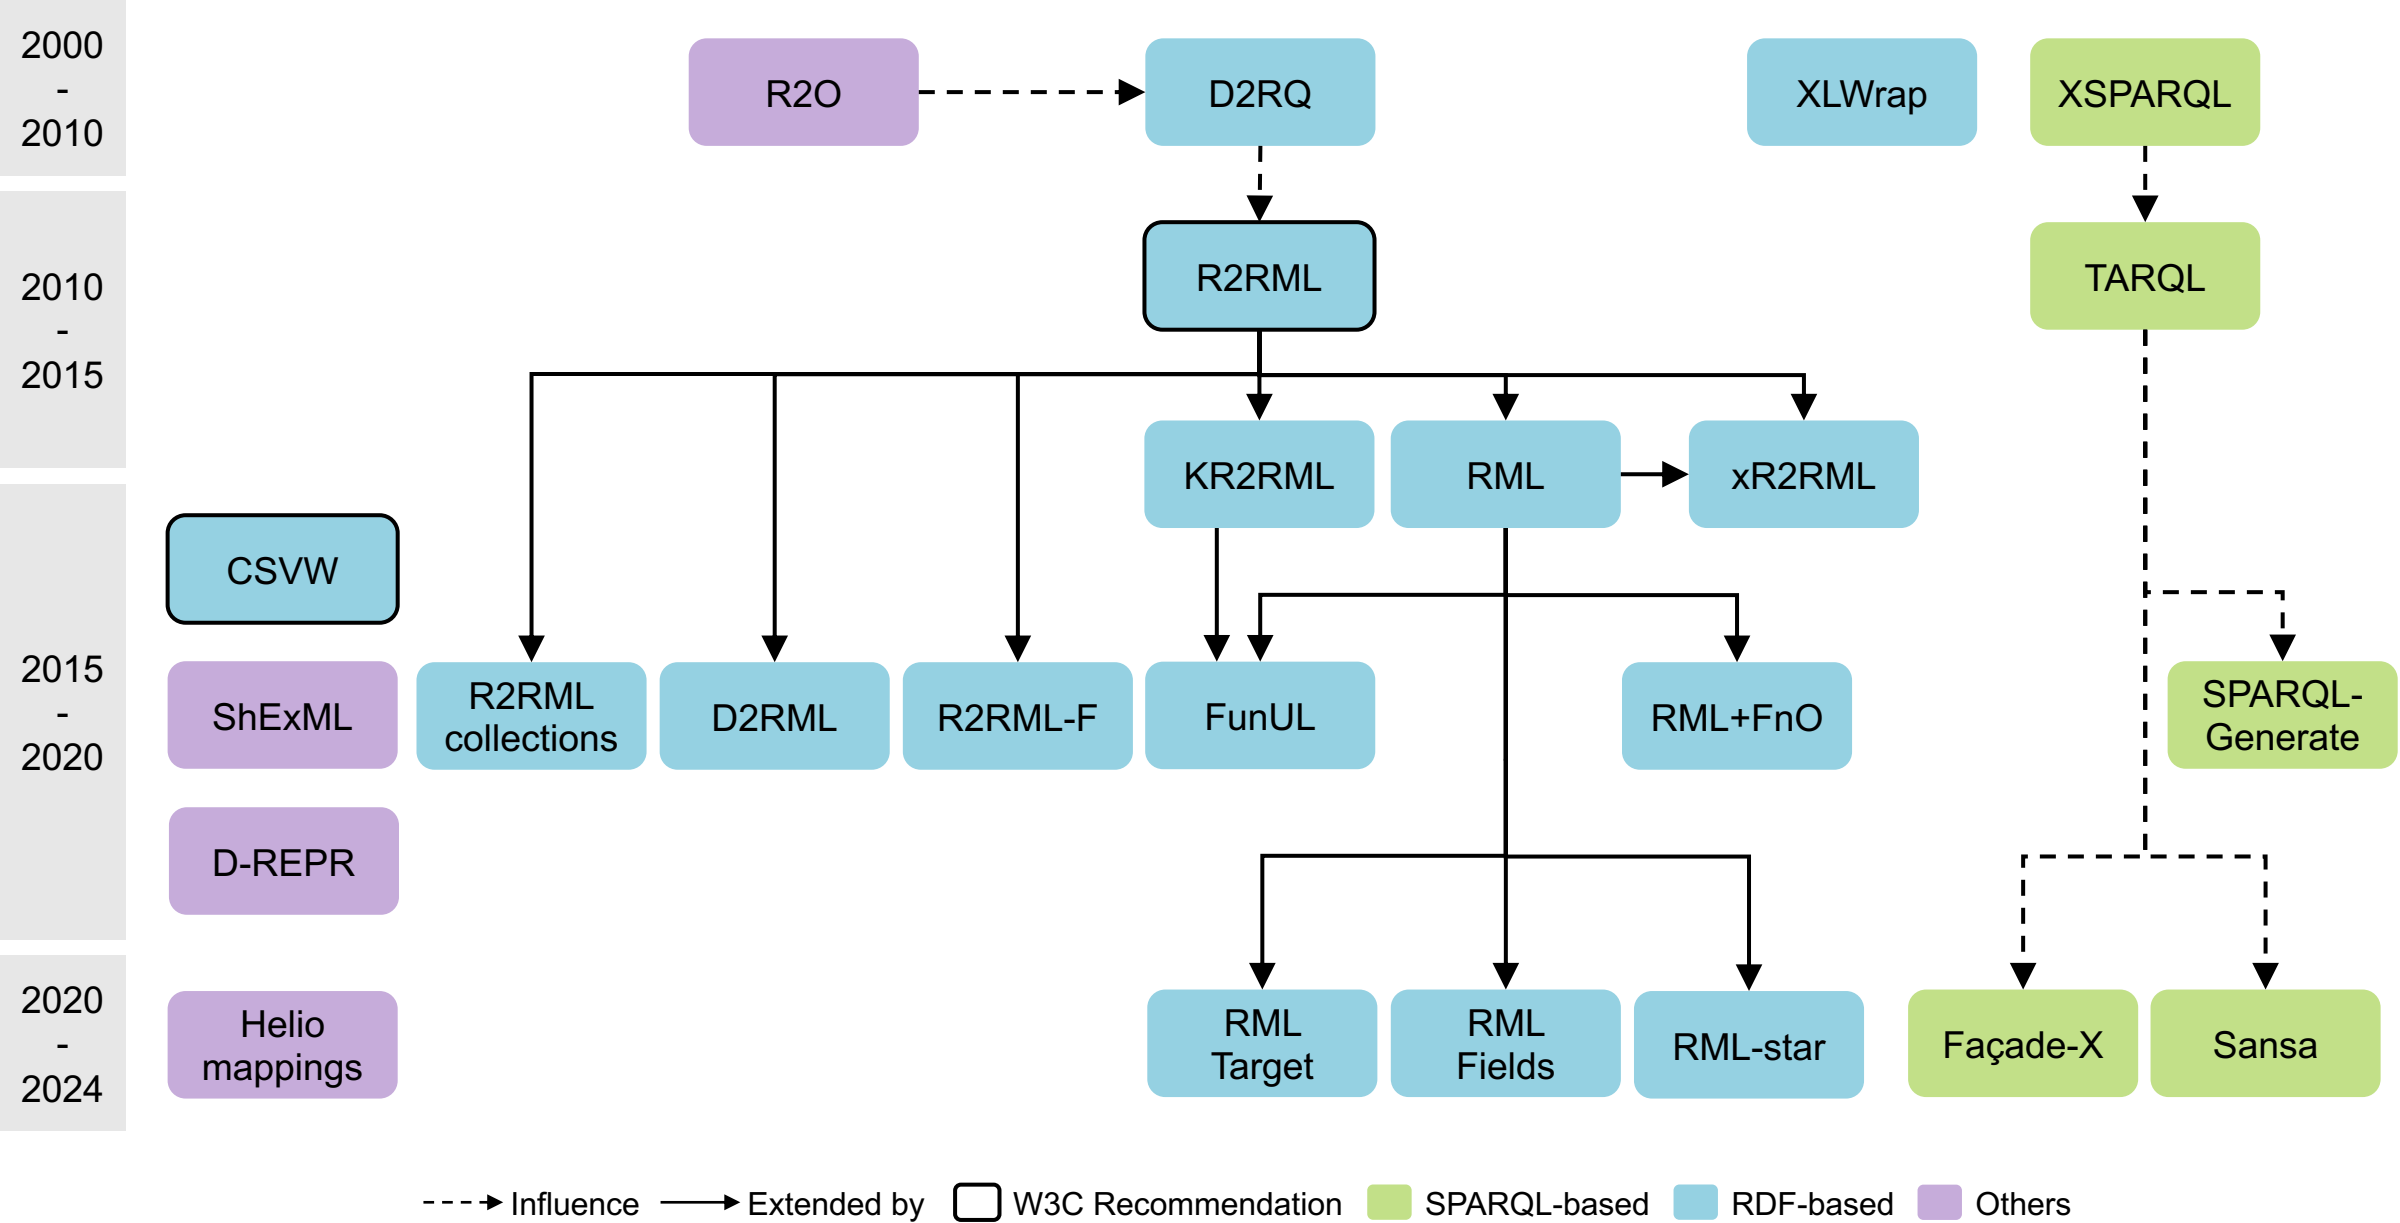 2000
-
2010
R2O
D2RQ
XLWrap
XSPARQL
2010
-
2015
R2RML
TARQL
KR2RML
RML
xR2RML
2015
-
2020
CSVW
ShExML
R2RML
collections
D2RML
R2RML-F
FunUL
RML+FnO
SPARQL-
Generate
D-REPR
2020
-
2024
Helio
mappings
RML
Target
RML
Fields
RML-star
Façade-X
Sansa
Influence
Extended by
W3C Recommendation
SPARQL-based
RDF-based
Others